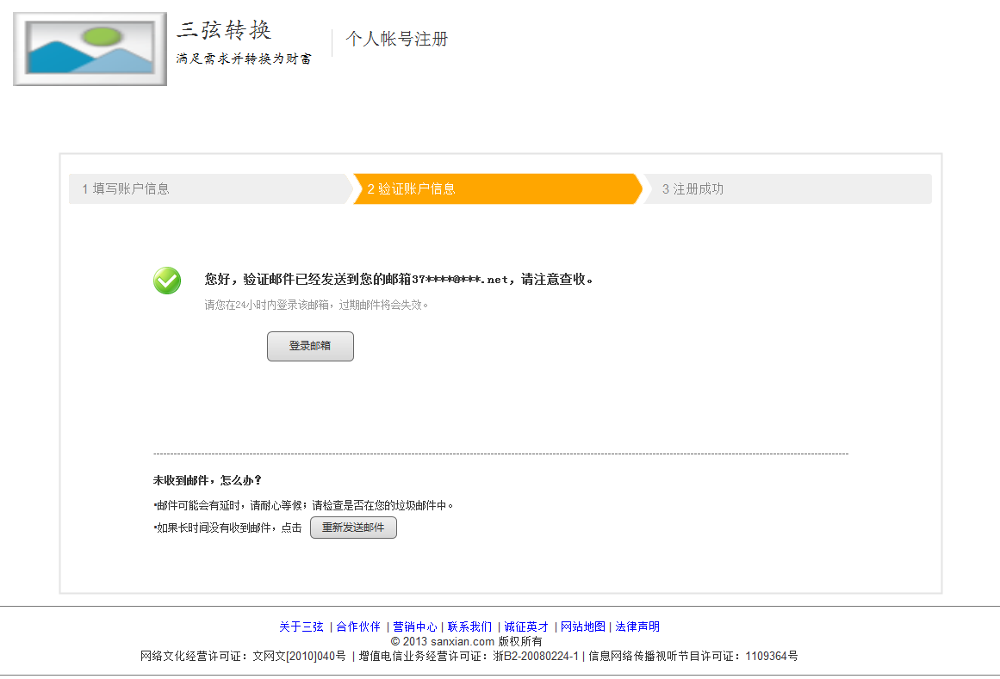 三弦转换
满足需求并转换为财富
个人帐号注册
1 填写账户信息
2 验证账户信息
3 注册成功
您好，验证邮件已经发送到您的邮箱37****@***.net，请注意查收。
请您在24小时内登录该邮箱，过期邮件将会失效。
登录邮箱
未收到邮件，怎么办？
·邮件可能会有延时，请耐心等候；请检查是否在您的垃圾邮件中。
·如果长时间没有收到邮件，点击 重新发送邮件
关于三弦 | 合作伙伴 | 营销中心 | 联系我们 | 诚征英才 | 网站地图 | 法律声明
© 2013 sanxian.com 版权所有
网络文化经营许可证：文网文[2010]040号 | 增值电信业务经营许可证：浙B2-20080224-1 | 信息网络传播视听节目许可证：1109364号